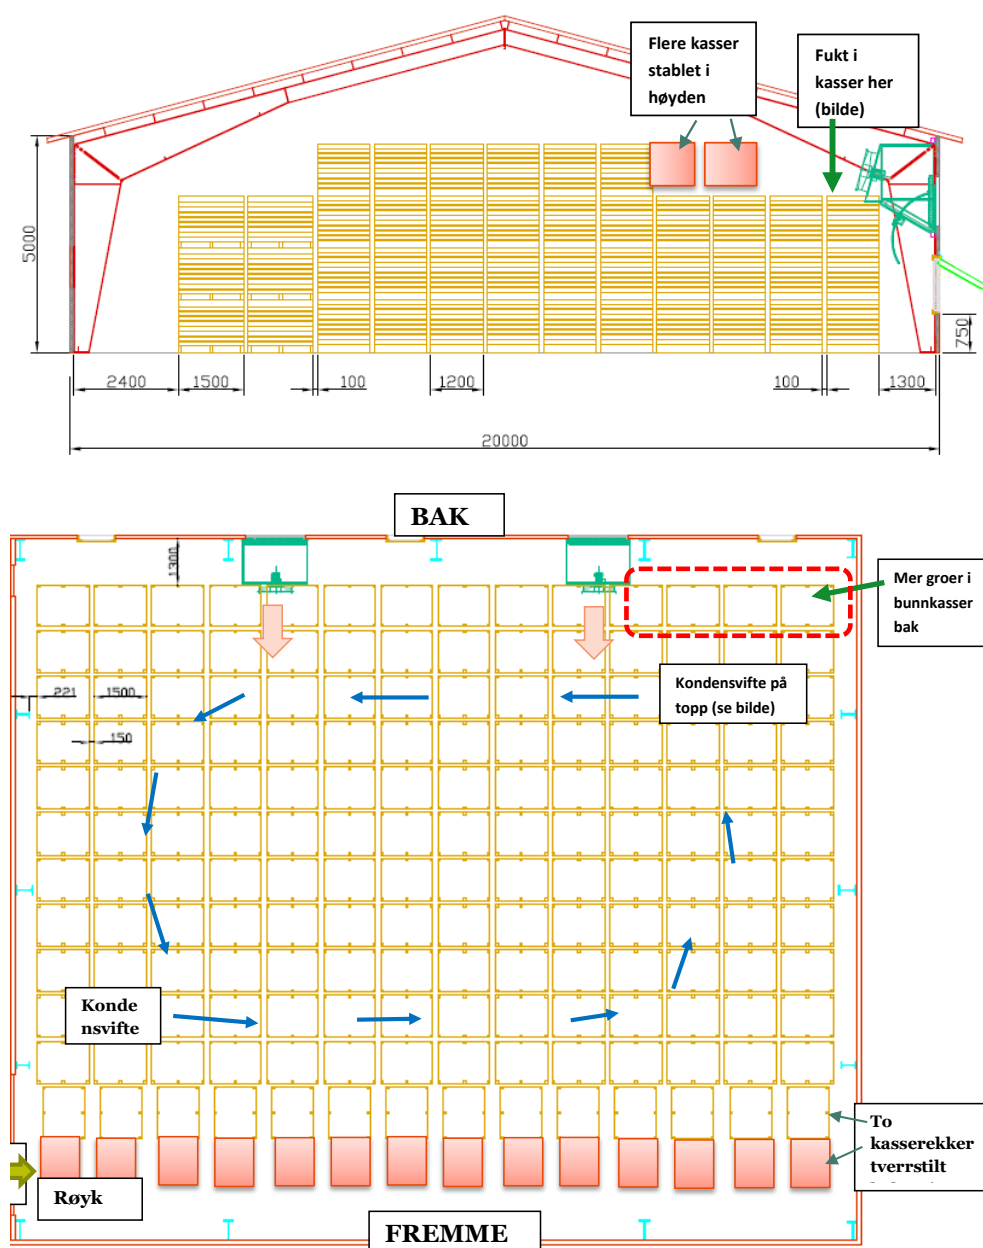 Flere kasser
stablet i
høyden
Fukt i
kasser her
(bilde)
5000
750
2400
1500
100
1200
100
1300
20000
BAK
1300
Mer groer i
bunnkasser
bak
Kondensvifte på
topp (se bilde)
221
1500
150
Konde
nsvifte
To
kasserekker
tverrstilt
Røyk
FREMME